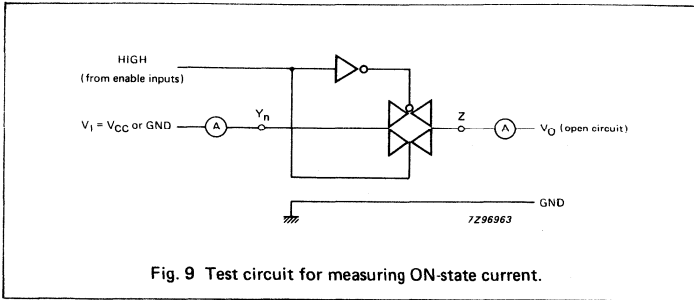 HIGH
(from enable inputs)
V_I = V_CC or GND
A
Y_n
Z
A
V_O (open circuit)
GND
7Z96963
Fig. 9 Test circuit for measuring ON-state current.